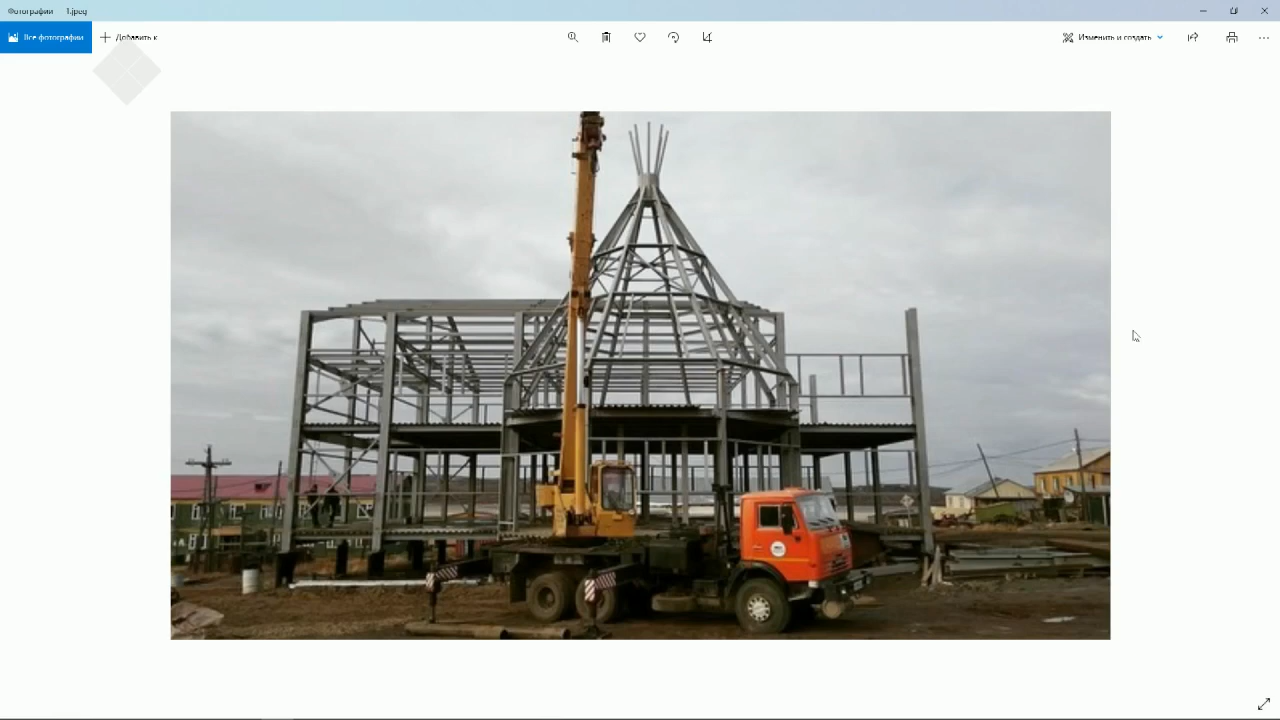 Фотографии 1.jpeg
Все фотографии
Добавить к
Изменить и создать